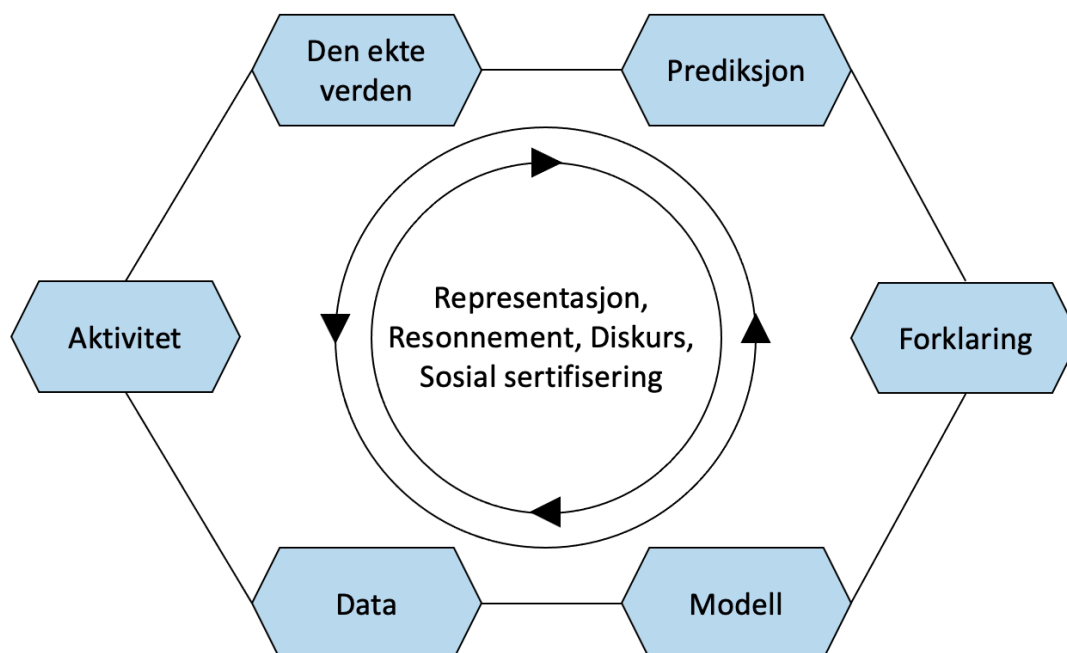 Den ekte
verden
Prediksjon
Representasjon,
Resonnement, Diskurs,
Sosial sertifisering
Aktivitet
Forklaring
Data
Modell